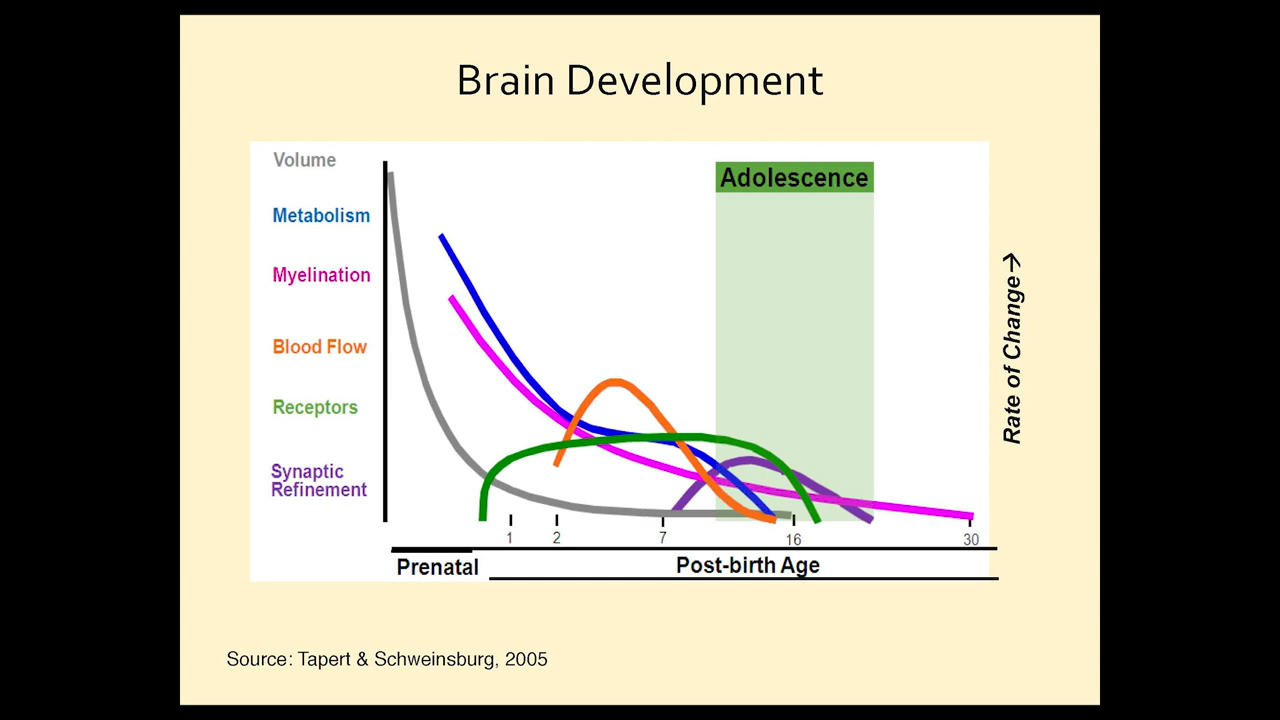 Brain Development
Volume
Metabolism
Myelination
Blood Flow
Receptors
Synaptic
Refinement
Adolescence
Rate of Change→
1 2 7 16 30
Prenatal
Post-birth Age
Source: Tapert & Schweinsburg, 2005